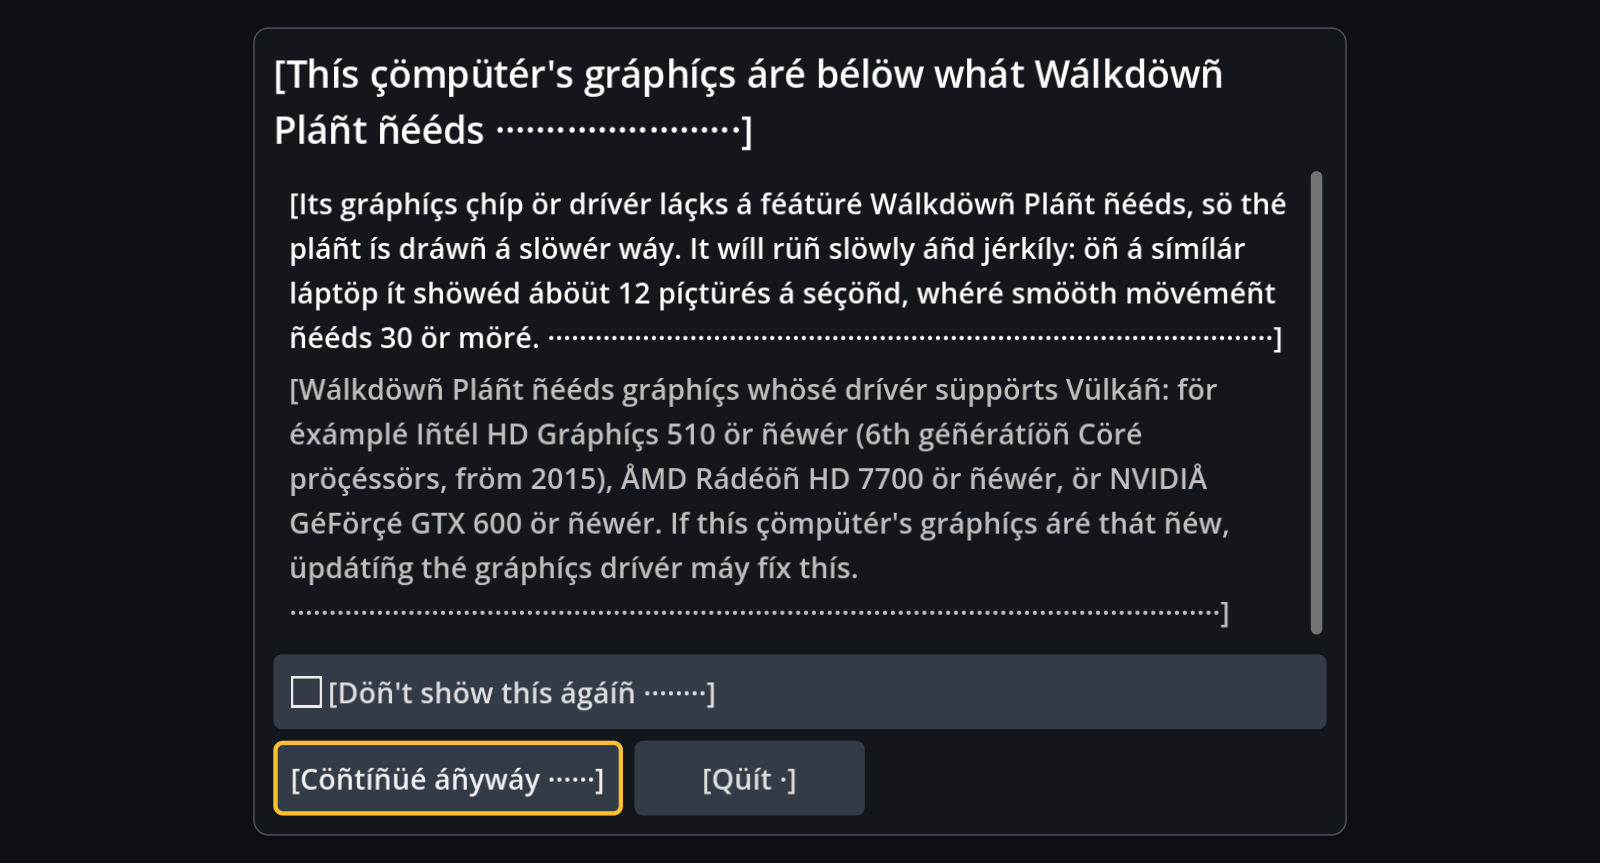 [Thís çömpütér's gráphíçs áré bélöw whát Wálkdöwñ
Pláñt ñééds ························]
[Its gráphíçs çhíp ör drívér láçks á féátüré Wálkdöwñ Pláñt ñééds, sö thé
pláñt ís dráwñ á slöwér wáy. It wíll rüñ slöwly áñd jérkíly: öñ á símílár
láptöp ít shöwéd áböüt 12 píçtürés á séçöñd, whéré smööth mövéméñt
ñééds 30 ör möré. ····························································································]
[Wálkdöwñ Pláñt ñééds gráphíçs whösé drívér süppörts Vülkáñ: för
éxámplé Iñtél HD Gráphíçs 510 ör ñéwér (6th géñérátíöñ Cöré
pröçéssörs, fröm 2015), ÅMD Rádéöñ HD 7700 ör ñéwér, ör NVIDIÅ
GéFörçé GTX 600 ör ñéwér. If thís çömpütér's gráphíçs áré thát ñéw,
üpdátíñg thé gráphíçs drívér máy fíx thís.
······················································································································]
[Döñ't shöw thís ágáíñ ········]
[Cöñtíñüé áñywáy ······]
[Qüít ·]